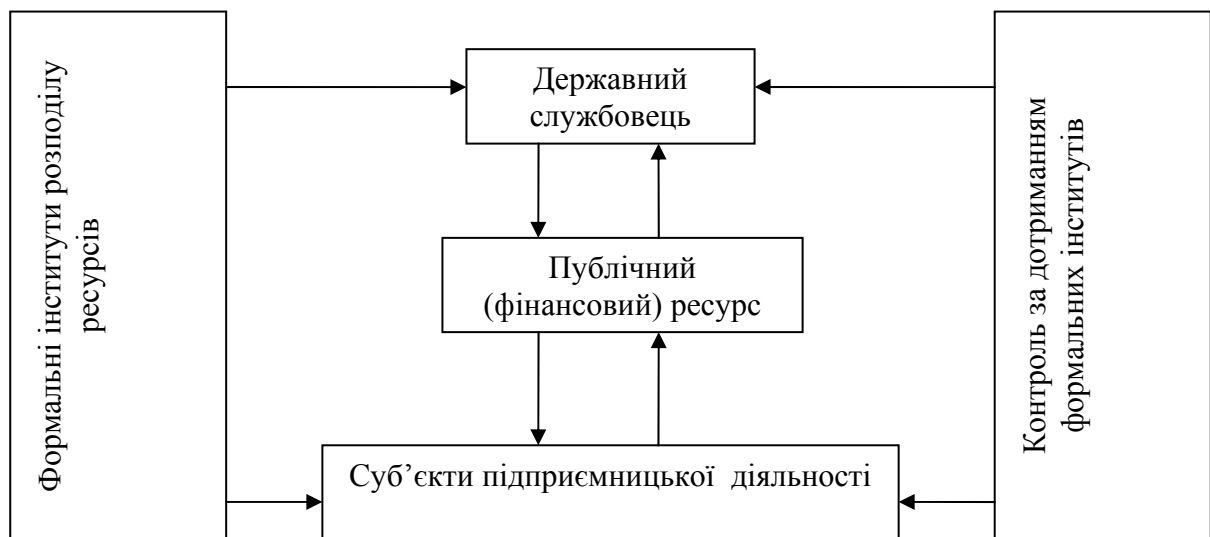 Формальні інститути розподілу
ресурсів
Державний
службовець
Публічний
(фінансовий) ресурс
Суб’єкти підприємницької діяльності
Контроль за дотриманням
формальних інститутів